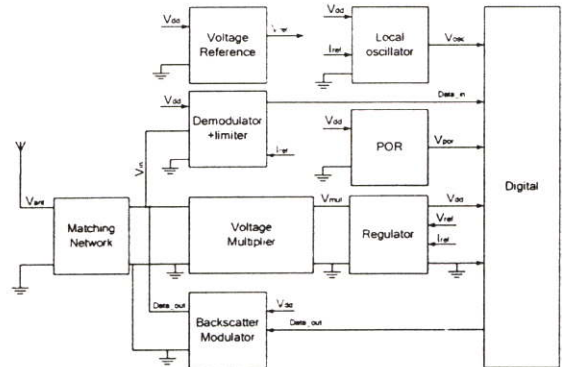 Vdd
Voltage
Reference
Vref
Vdd
Iref
Local
oscillator
Vosc
Vdd
Demodulator
+limiter
Iref
Data_in
Vdd
POR
Vpor
Digital
Vant
Matching
Network
Voltage
Multiplier
Vmul
Regulator
Vdd
Vref
Iref
Data_out
Backscatter
Modulator
Vdd
Data_out